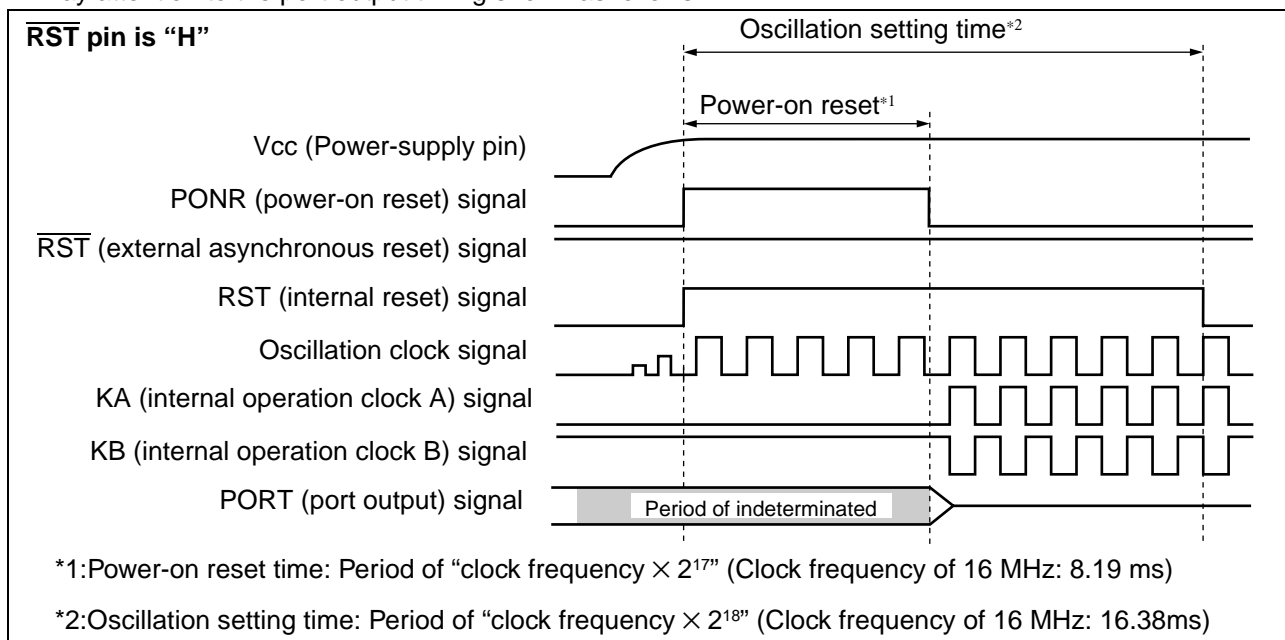 RST pin is “H”
Oscillation setting time*2
Power-on reset*1
Vcc (Power-supply pin)
PONR (power-on reset) signal
RST (external asynchronous reset) signal
RST (internal reset) signal
Oscillation clock signal
KA (internal operation clock A) signal
KB (internal operation clock B) signal
PORT (port output) signal
Period of indeterminated
*1:Power-on reset time: Period of “clock frequency × 2¹⁷” (Clock frequency of 16 MHz: 8.19 ms)
*2:Oscillation setting time: Period of “clock frequency × 2¹⁸” (Clock frequency of 16 MHz: 16.38ms)